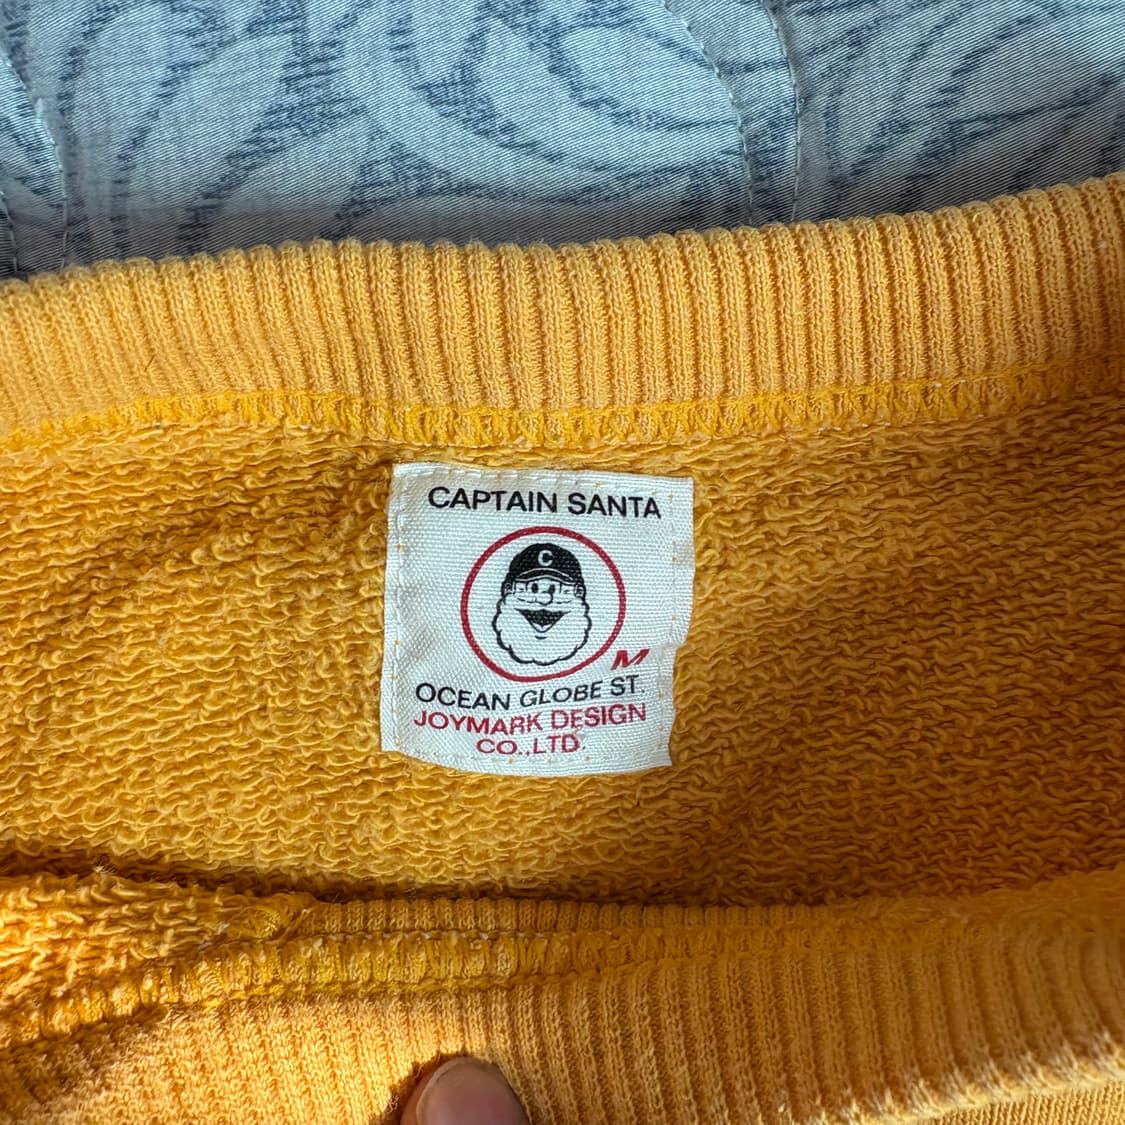 CAPTAIN SANTA
C
M
OCEAN GLOBE ST.
JOYMARK DESIGN
CO.,LTD.